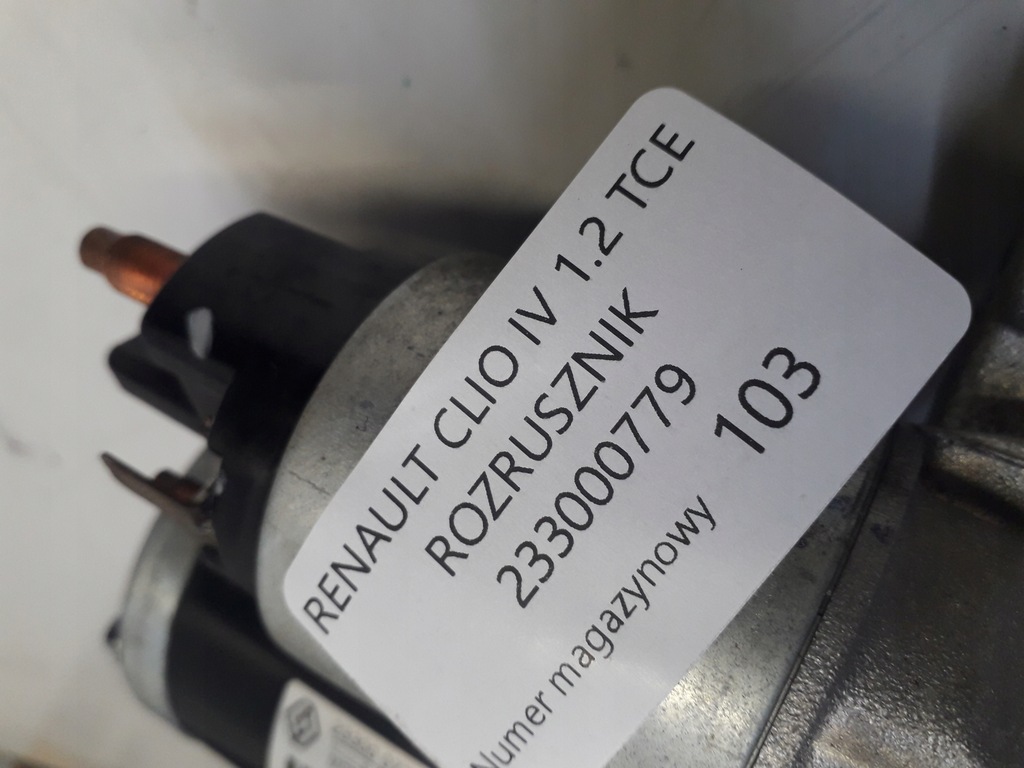 RENAULT CLIO IV 1.2 TCE
ROZRUSZNIK
233000779
Numer magazynowy 103